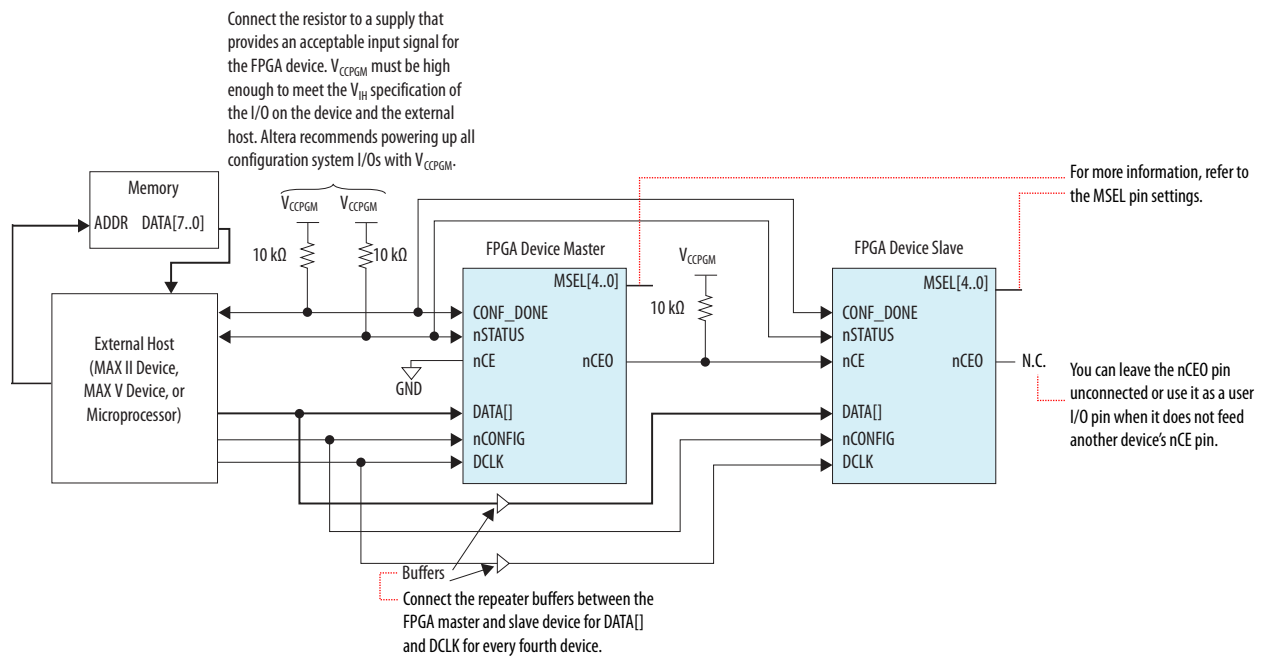 Connect the resistor to a supply that
provides an acceptable input signal for
the FPGA device. VCCPGM must be high
enough to meet the VIH specification of
the I/O on the device and the external
host. Altera recommends powering up all
configuration system I/Os with VCCPGM.
For more information, refer to
the MSEL pin settings.
Memory
ADDR DATA[7..0]
VCCPGM VCCPGM
10 kΩ 10 kΩ
FPGA Device Master
MSEL[4..0]
CONF_DONE
nSTATUS
nCE nCEO
DATA[]
nCONFIG
DCLK
GND
VCCPGM
10 kΩ
FPGA Device Slave
MSEL[4..0]
CONF_DONE
nSTATUS
nCE nCEO
DATA[]
nCONFIG
DCLK
N.C.
You can leave the nCEO pin
unconnected or use it as a user
I/O pin when it does not feed
another device's nCE pin.
External Host
(MAX II Device,
MAX V Device, or
Microprocessor)
Buffers
Connect the repeater buffers between the
FPGA master and slave device for DATA[]
and DCLK for every fourth device.